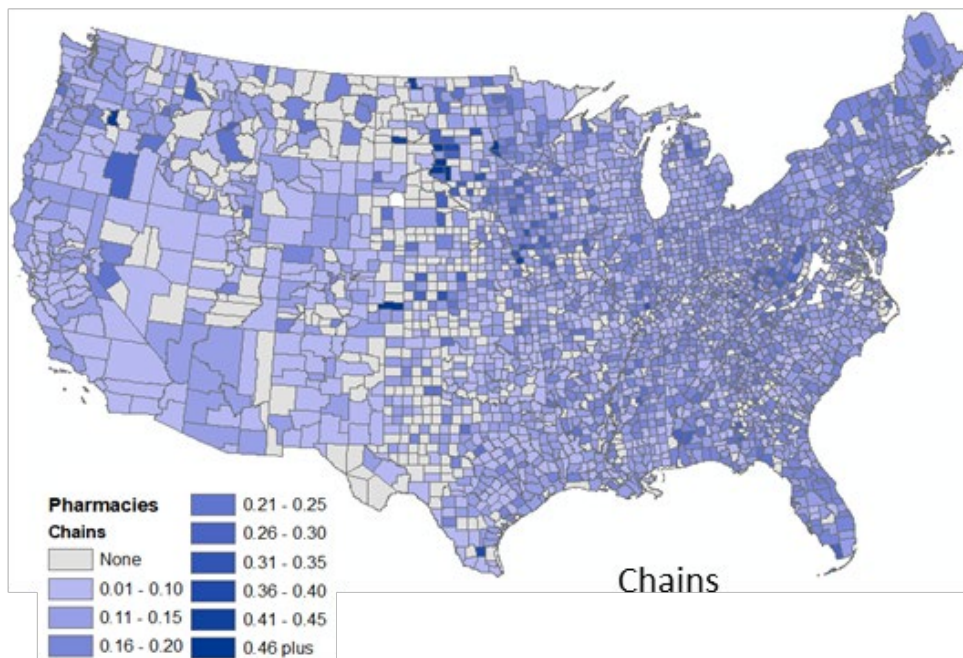 Pharmacies
Chains
None
0.01 - 0.10
0.11 - 0.15
0.16 - 0.20
0.21 - 0.25
0.26 - 0.30
0.31 - 0.35
0.36 - 0.40
0.41 - 0.45
0.46 plus
Chains